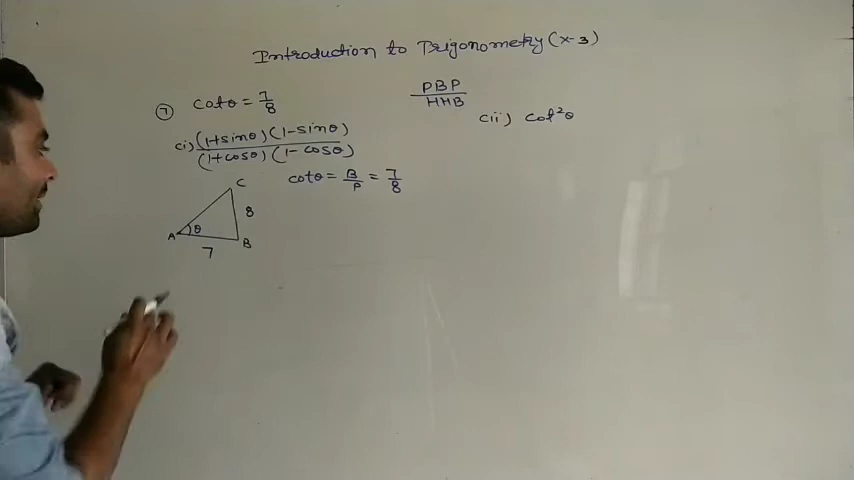 Introduction to Trigonometry (x-3)
PBP
HHB
⑦ cotθ = 7/8
(ii) cot²θ
(i) (1+sinθ)(1-sinθ)
(1+cosθ)(1-cosθ)
cotθ = B/P = 7/8
C
θ
8
A
B
7